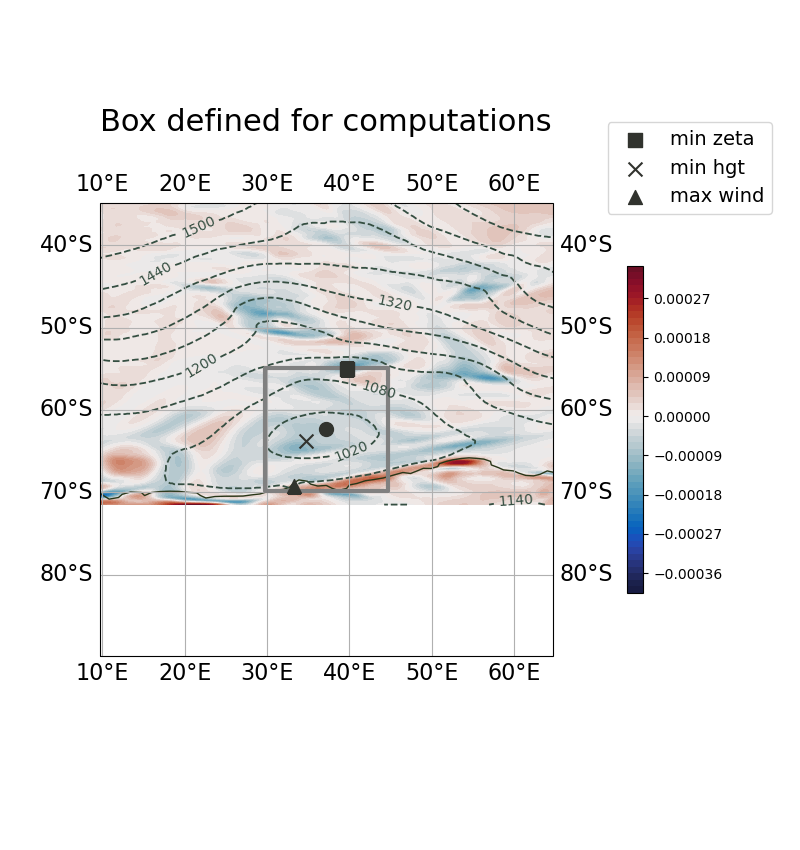 Box defined for computations
min zeta
min hgt
max wind
10°E 20°E 30°E 40°E 50°E 60°E
40°S 40°S
50°S 50°S
60°S 60°S
70°S 70°S
80°S 80°S
1500
1440
1320
1200
1080
1020
1140
10°E 20°E 30°E 40°E 50°E 60°E
0.00027
0.00018
0.00009
0.00000
−0.00009
−0.00018
−0.00027
−0.00036